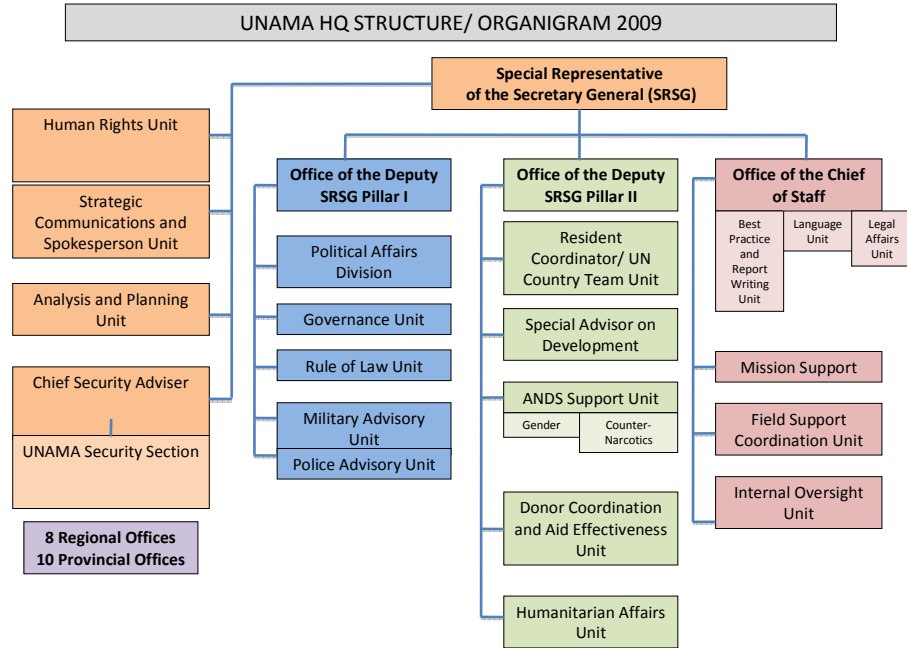 UNAMA HQ STRUCTURE/ ORGANIGRAM 2009
Special Representative
of the Secretary General (SRSG)
Human Rights Unit
Strategic
Communications and
Spokesperson Unit
Analysis and Planning
Unit
Chief Security Adviser
UNAMA Security Section
8 Regional Offices
10 Provincial Offices
Office of the Deputy
SRSG Pillar I
Political Affairs
Division
Governance Unit
Rule of Law Unit
Military Advisory
Unit
Police Advisory Unit
Office of the Deputy
SRSG Pillar II
Resident
Coordinator/ UN
Country Team Unit
Special Advisor on
Development
ANDS Support Unit
Gender
Counter-
Narcotics
Donor Coordination
and Aid Effectiveness
Unit
Humanitarian Affairs
Unit
Office of the Chief
of Staff
Best
Practice
and
Report
Writing
Unit
Language
Unit
Legal
Affairs
Unit
Mission Support
Field Support
Coordination Unit
Internal Oversight
Unit